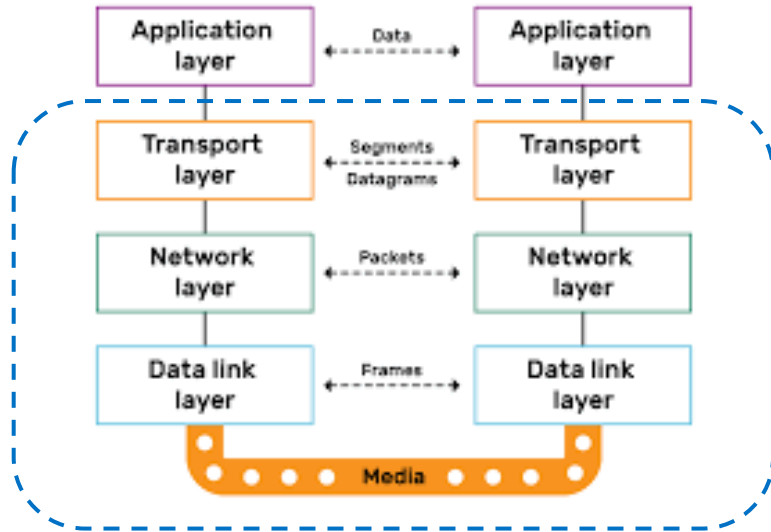 Application
layer
Data
Application
layer
Transport
layer
Segments
Datagrams
Transport
layer
Network
layer
Packets
Network
layer
Data link
layer
Frames
Data link
layer
Media